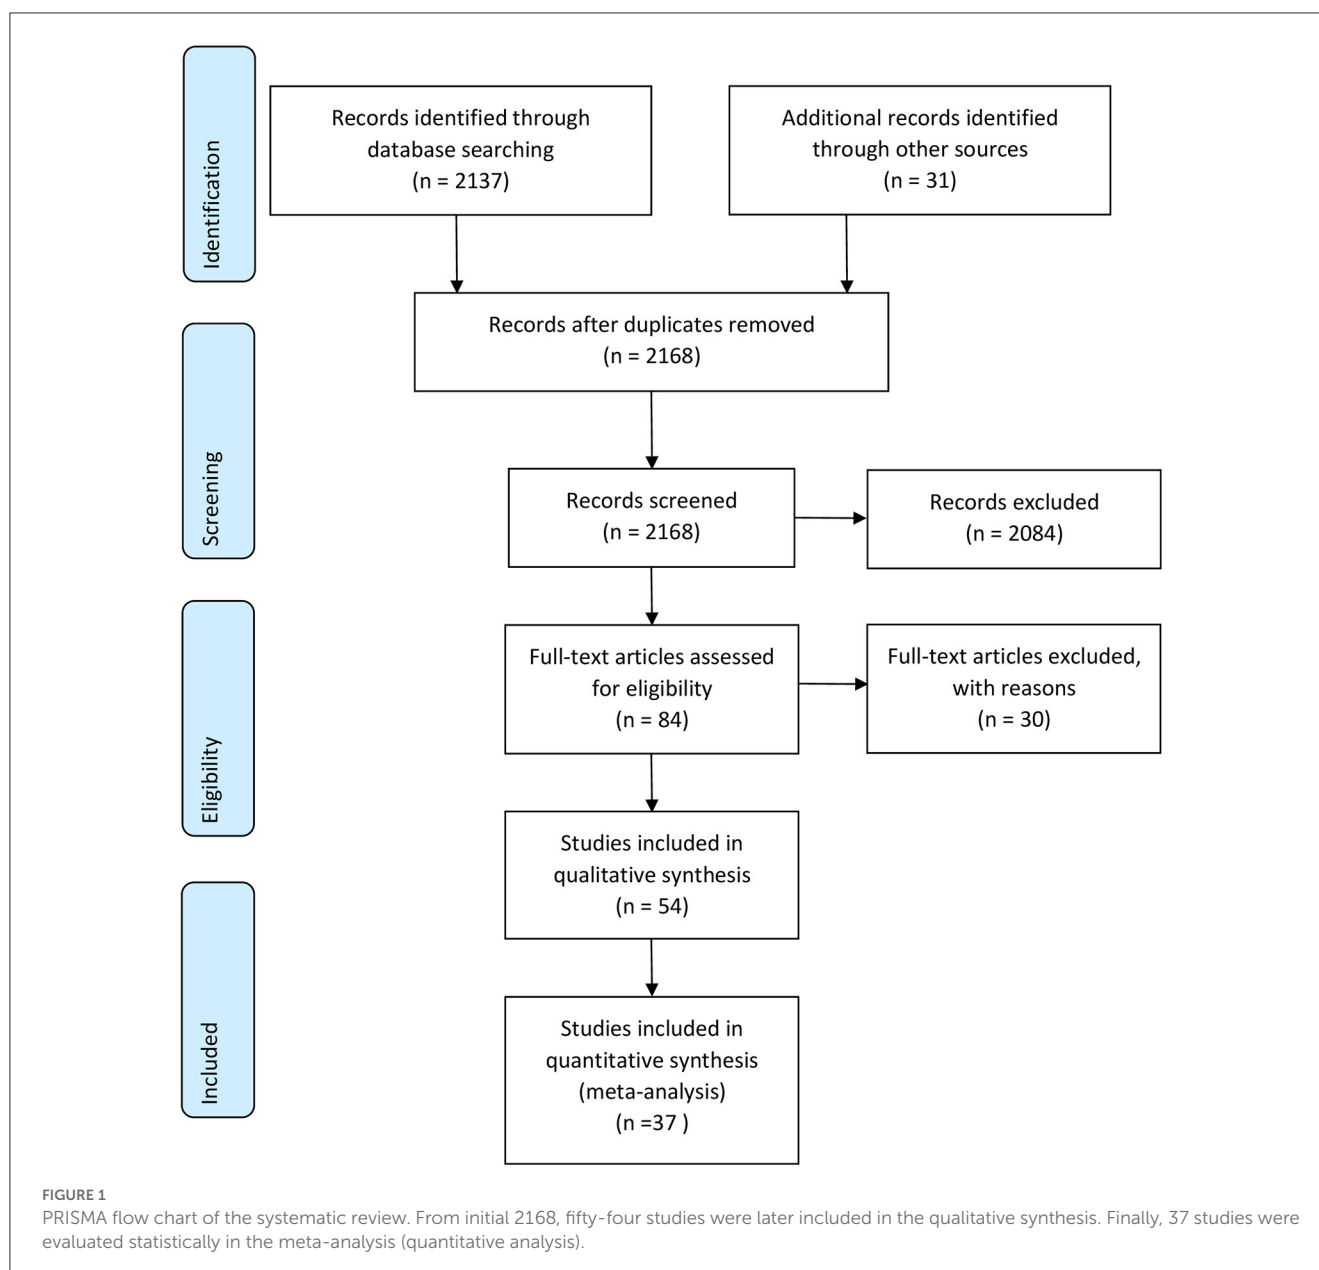 Identification
Records identified through
database searching
(n = 2137)
Additional records identified
through other sources
(n = 31)
Records after duplicates removed
(n = 2168)
Screening
Records screened
(n = 2168)
Records excluded
(n = 2084)
Eligibility
Full-text articles assessed
for eligibility
(n = 84)
Full-text articles excluded,
with reasons
(n = 30)
Studies included in
qualitative synthesis
(n = 54)
Included
Studies included in
quantitative synthesis
(meta-analysis)
(n =37 )
FIGURE 1
PRISMA flow chart of the systematic review. From initial 2168, fifty-four studies were later included in the qualitative synthesis. Finally, 37 studies were
evaluated statistically in the meta-analysis (quantitative analysis).